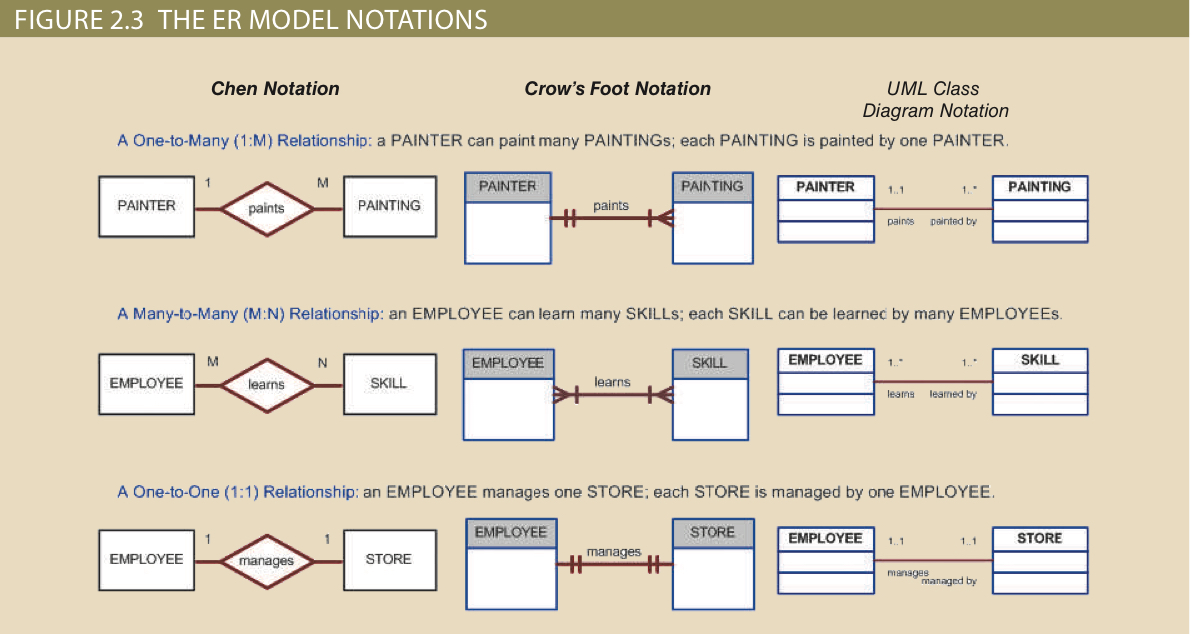 FIGURE 2.3 THE ER MODEL NOTATIONS
Chen Notation
Crow's Foot Notation
UML Class
Diagram Notation
A One-to-Many (1:M) Relationship: a PAINTER can paint many PAINTINGs; each PAINTING is painted by one PAINTER.
PAINTER
1
paints
M
PAINTING
PAINTER
paints
PAINTING
PAINTER
1..1
1..*
PAINTING
paints
painted by
A Many-to-Many (M:N) Relationship: an EMPLOYEE can learn many SKILLs; each SKILL can be learned by many EMPLOYEEs.
EMPLOYEE
M
learns
N
SKILL
EMPLOYEE
learns
SKILL
EMPLOYEE
1..*
1..*
SKILL
learns
learned by
A One-to-One (1:1) Relationship: an EMPLOYEE manages one STORE; each STORE is managed by one EMPLOYEE.
EMPLOYEE
1
manages
1
STORE
EMPLOYEE
manages
STORE
EMPLOYEE
1..1
1..1
STORE
manages
managed by